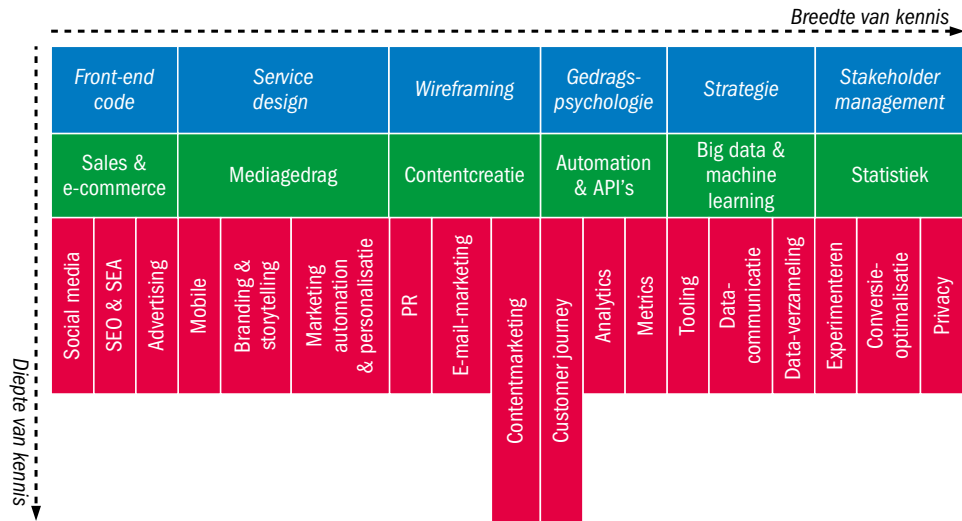 Breedte van kennis
Diepte van kennis
Front-end
code
Service
design
Wireframing
Gedrags-
psychologie
Strategie
Stakeholder
management
Sales &
e-commerce
Mediagedrag
Contentcreatie
Automation
& API's
Big data &
machine
learning
Statistiek
Social media
SEO & SEA
Advertising
Mobile
Branding &
storytelling
Marketing
automation
& personalisatie
PR
E-mail-marketing
Contentmarketing
Customer journey
Analytics
Metrics
Tooling
Data-
communicatie
Data-verzameling
Experimenteren
Conversie-
optimalisatie
Privacy